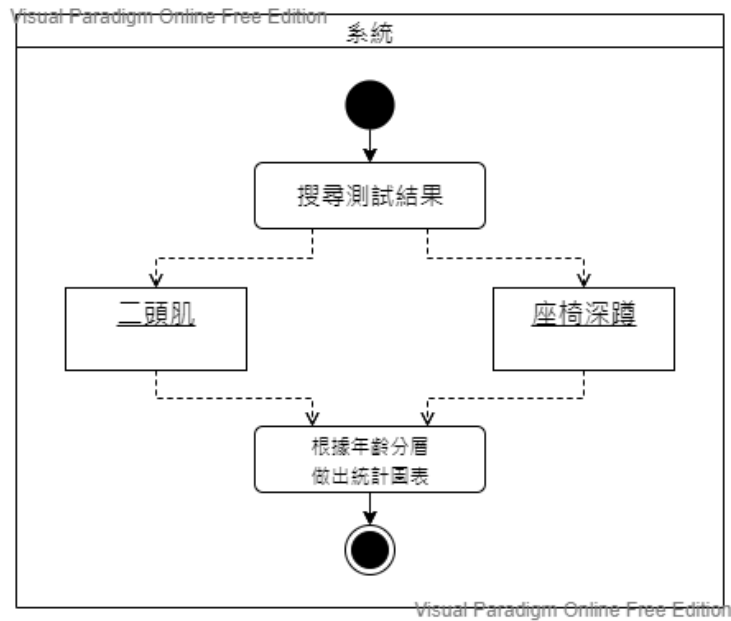 Visual Paradigm Online Free Edition
系統
搜尋測試結果
二頭肌
座椅深蹲
根據年齡分層
做出統計圖表
Visual Paradigm Online Free Edition